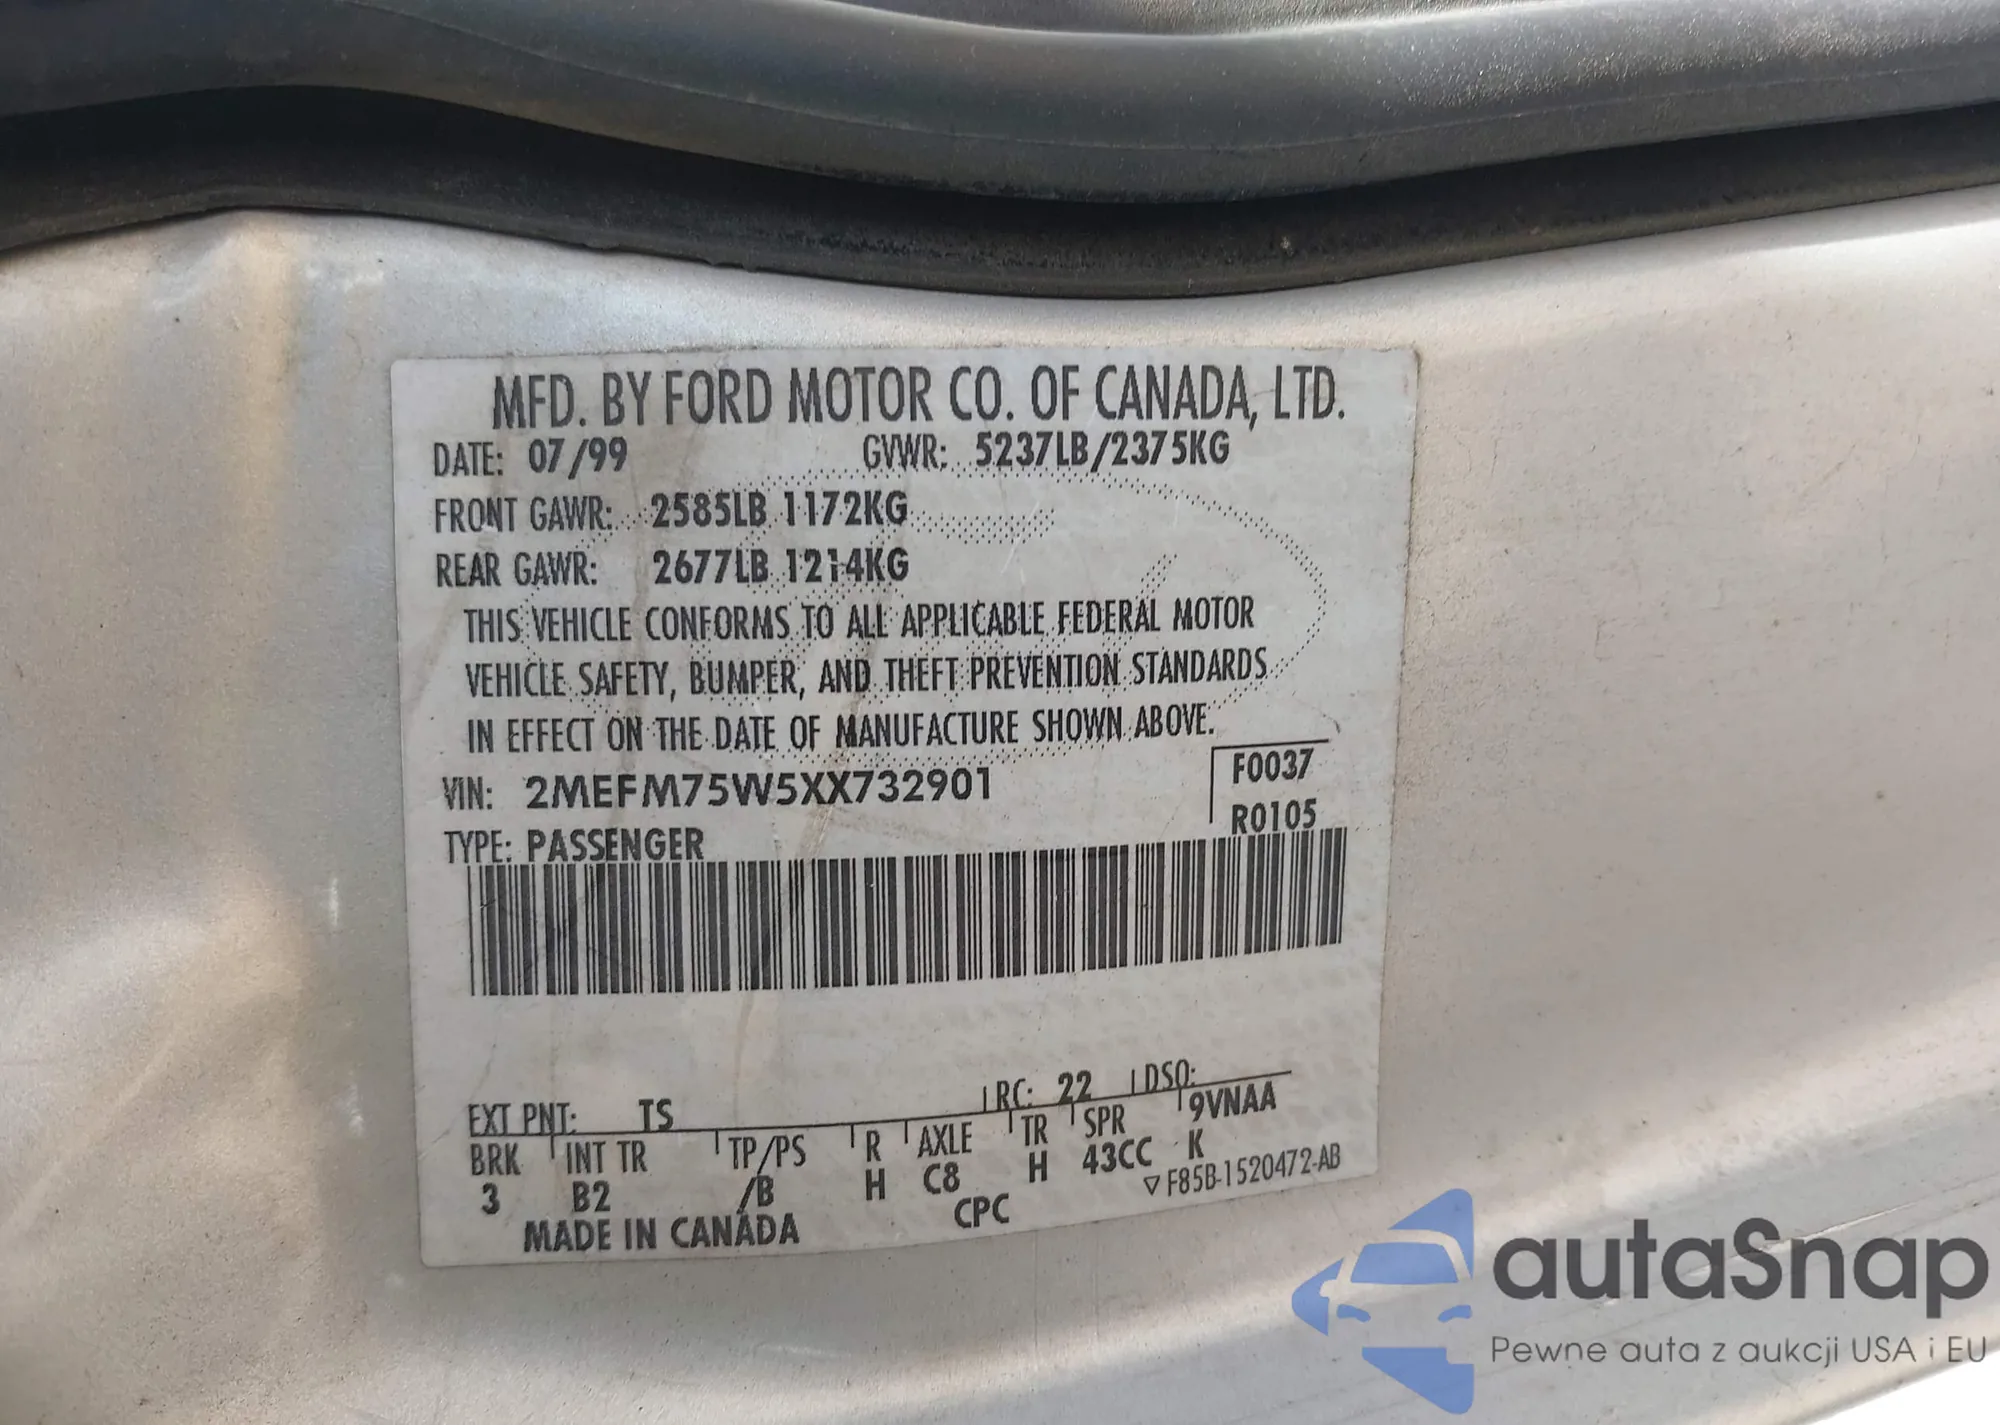 MFD. BY FORD MOTOR CO. OF CANADA, LTD.
DATE: 07/99 GVWR: 5237LB/2375KG
FRONT GAWR: 2585LB 1172KG
REAR GAWR: 2677LB 1214KG
THIS VEHICLE CONFORMS TO ALL APPLICABLE FEDERAL MOTOR
VEHICLE SAFETY, BUMPER, AND THEFT PREVENTION STANDARDS
IN EFFECT ON THE DATE OF MANUFACTURE SHOWN ABOVE.
VIN: 2MEFM75W5XX732901 F0037
TYPE: PASSENGER R0105
EXT PNT: TS RC: 22 DSO:
BRK INT TR TP/PS R AXLE TR SPR 9VNAA
3 B2 /B H C8 H 43CC K
MADE IN CANADA CPC ▽ F85B-1520472-AB
autaSnap
Pewne auta z aukcji USA i EU